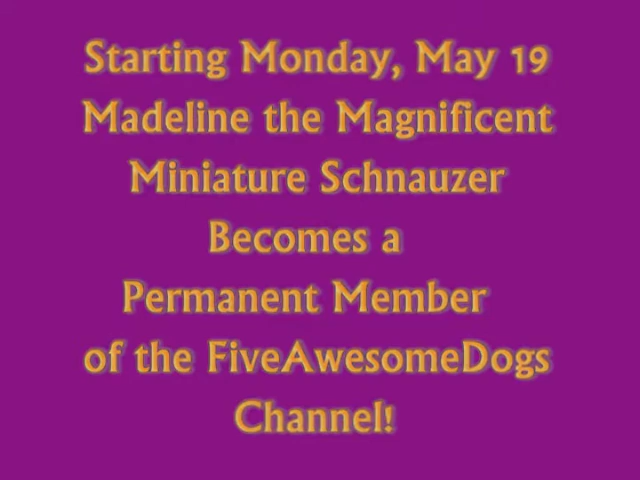 Starting Monday, May 19
Madeline the Magnificent
Miniature Schnauzer
Becomes a
Permanent Member
of the FiveAwesomeDogs
Channel!